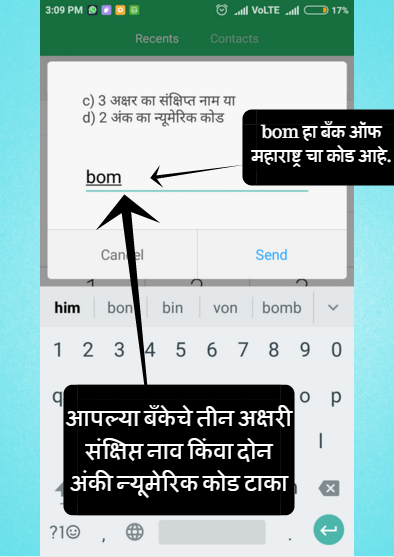 3:09 PM VoLTE 17%
Recents Contacts
c) 3 अक्षर का संक्षिप्त नाम या
d) 2 अंक का न्यूमेरिक कोड
bom हा बँक ऑफ
महाराष्ट्र चा कोड आहे.
bom
Cancel Send
him bon bin von bomb
1 2 3 4 5 6 7 8 9 0
q o p
आपल्या बँकेचे तीन अक्षरी
संक्षिप्त नाव किंवा दोन
अंकी न्यूमेरिक कोड टाका
l
?1☺ , .